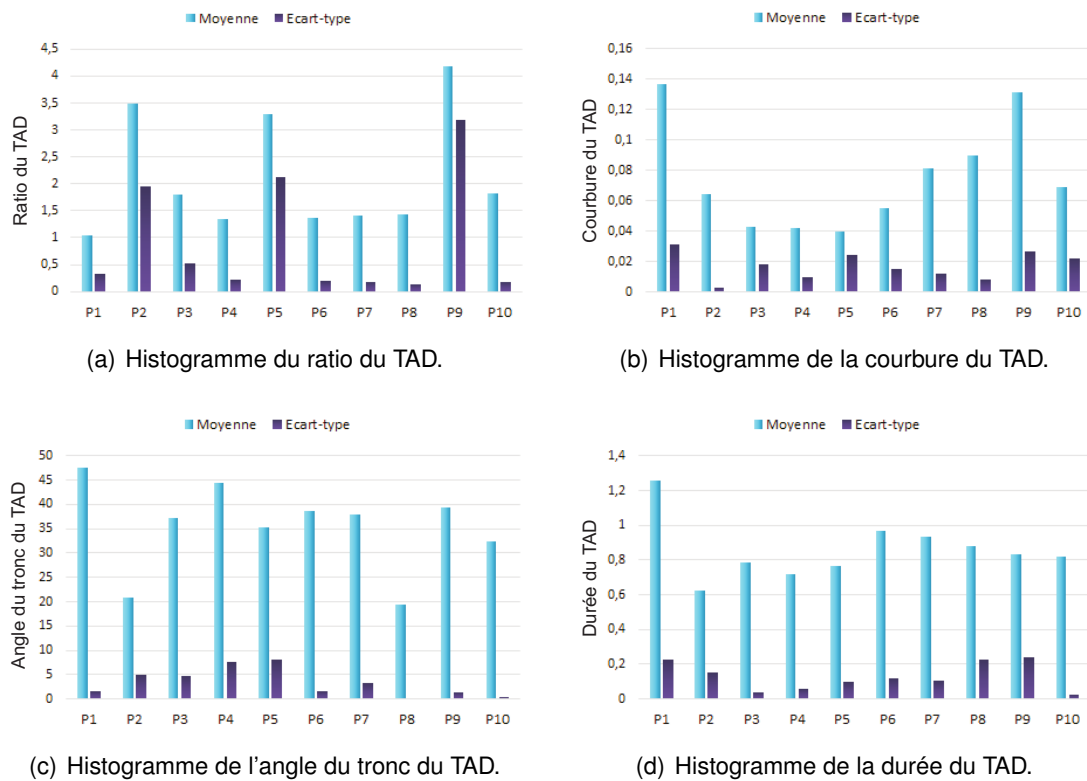 Moyenne Ecart-type
Ratio du TAD
4,5
4
3,5
3
2,5
2
1,5
1
0,5
0
P1 P2 P3 P4 P5 P6 P7 P8 P9 P10
(a) Histogramme du ratio du TAD.
Moyenne Ecart-type
Courbure du TAD
0,16
0,14
0,12
0,1
0,08
0,06
0,04
0,02
0
P1 P2 P3 P4 P5 P6 P7 P8 P9 P10
(b) Histogramme de la courbure du TAD.
Moyenne Ecart-type
Angle du tronc du TAD
50
45
40
35
30
25
20
15
10
5
0
P1 P2 P3 P4 P5 P6 P7 P8 P9 P10
(c) Histogramme de l'angle du tronc du TAD.
Moyenne Ecart-type
Durée du TAD
1,4
1,2
1
0,8
0,6
0,4
0,2
0
P1 P2 P3 P4 P5 P6 P7 P8 P9 P10
(d) Histogramme de la durée du TAD.